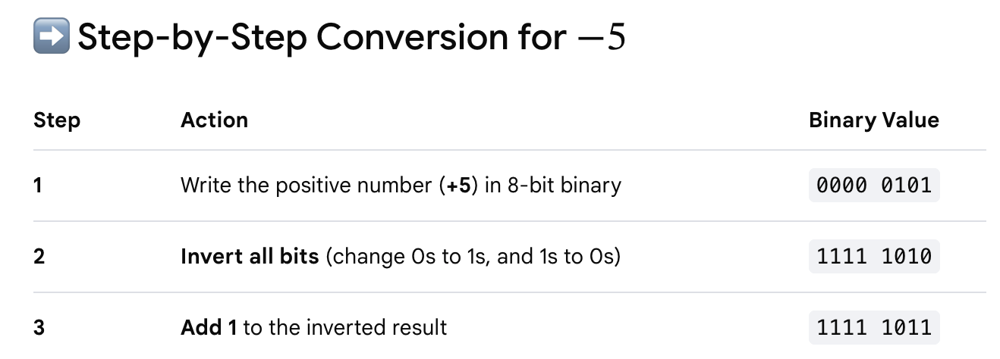 ➡️ Step-by-Step Conversion for −5
Step Action Binary Value
1 Write the positive number (+5) in 8-bit binary 0000 0101
2 Invert all bits (change 0s to 1s, and 1s to 0s) 1111 1010
3 Add 1 to the inverted result 1111 1011